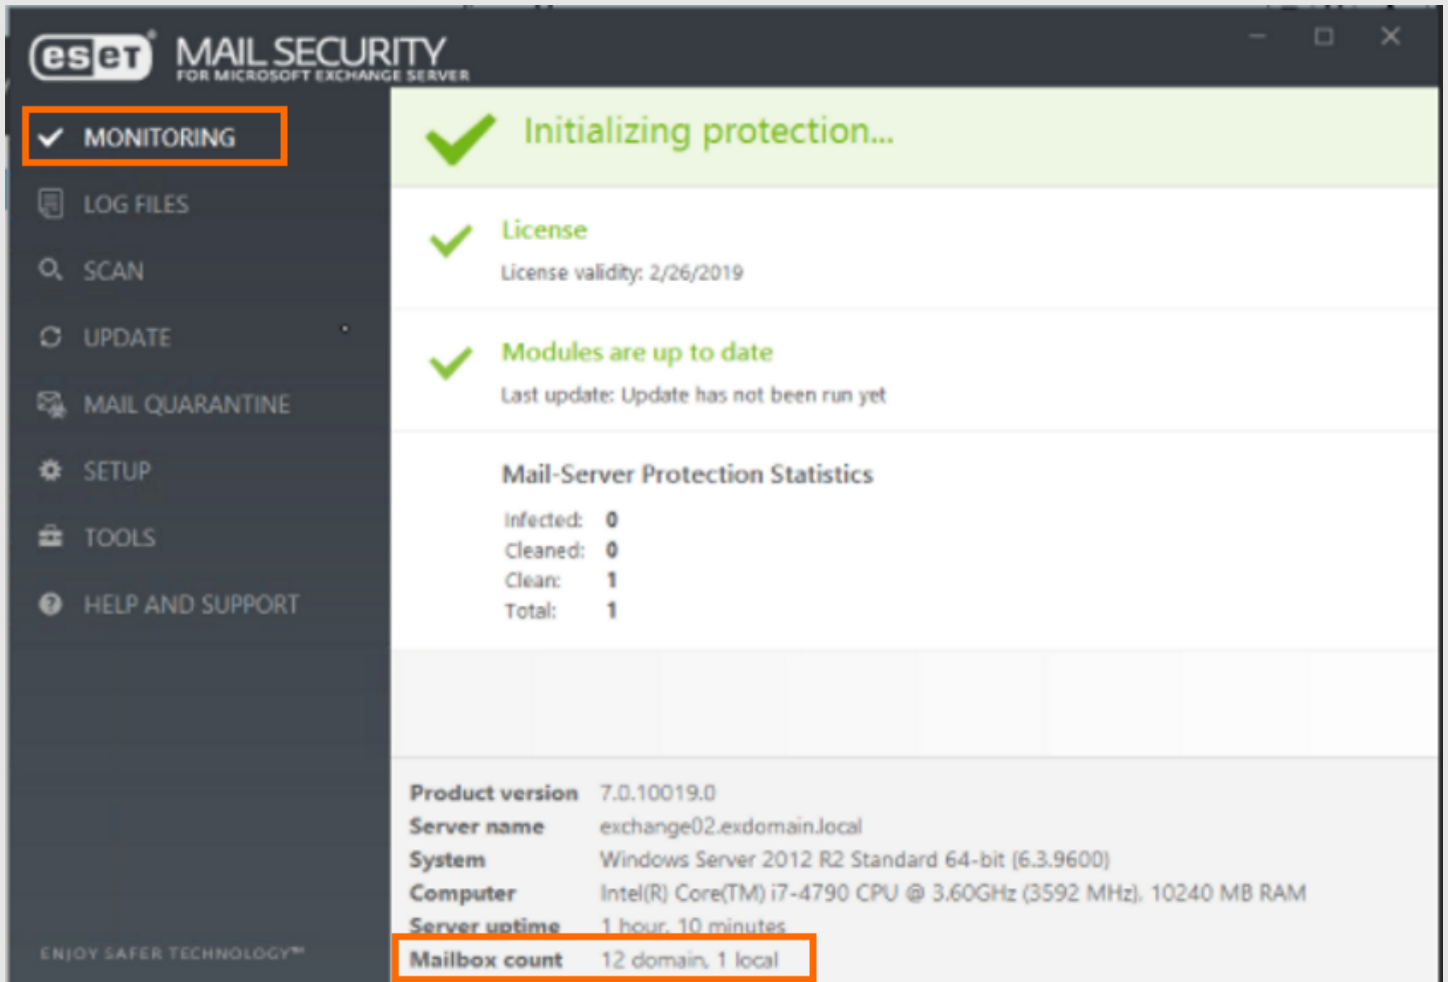 eset® MAIL SECURITY
FOR MICROSOFT EXCHANGE SERVER
MONITORING
LOG FILES
SCAN
UPDATE
MAIL QUARANTINE
SETUP
TOOLS
HELP AND SUPPORT
ENJOY SAFER TECHNOLOGY™
Initializing protection...
License
License validity: 2/26/2019
Modules are up to date
Last update: Update has not been run yet
Mail-Server Protection Statistics
Infected: 0
Cleaned: 0
Clean: 1
Total: 1
Product version 7.0.10019.0
Server name exchange02.exdomain.local
System Windows Server 2012 R2 Standard 64-bit (6.3.9600)
Computer Intel(R) Core(TM) i7-4790 CPU @ 3.60GHz (3592 MHz), 10240 MB RAM
Server uptime 1 hour, 10 minutes
Mailbox count 12 domain, 1 local